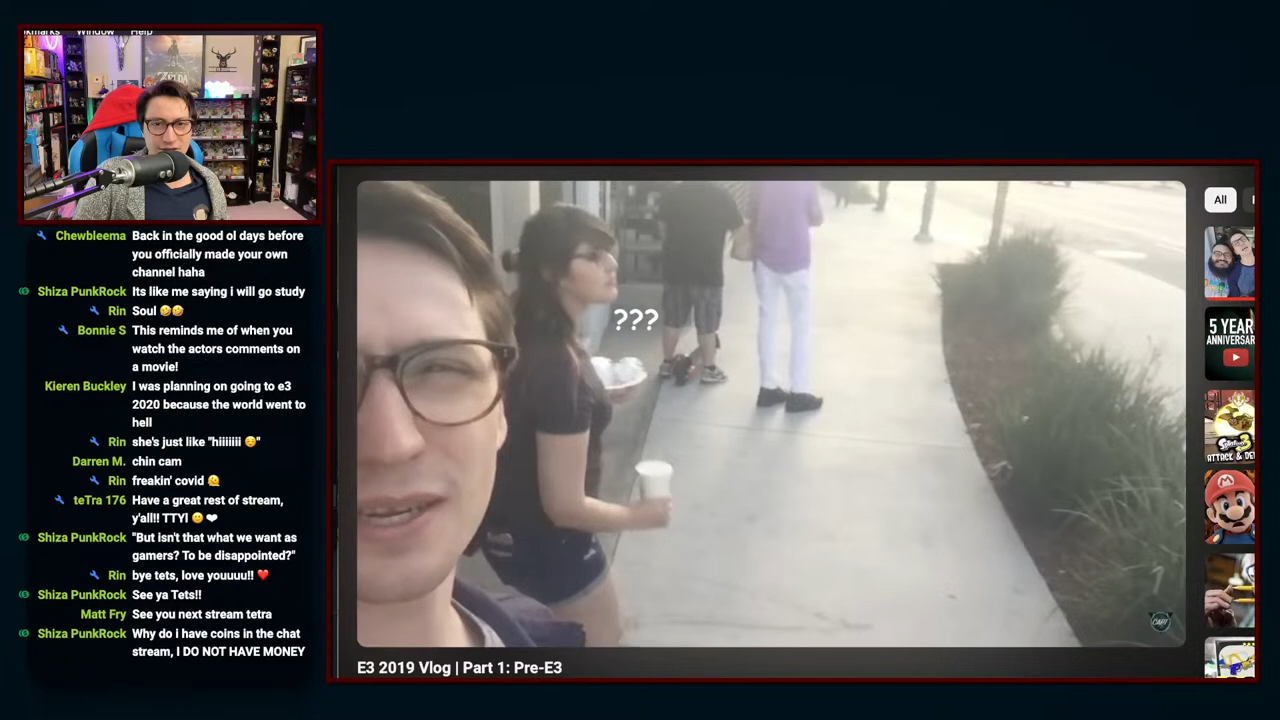 Window
Help
ZELDA
Chewbleema Back in the good ol days before
you officially made your own
channel haha
Shiza PunkRock Its like me saying i will go study
Rin Soul 🤣🤣
Bonnie S This reminds me of when you
watch the actors comments on
a movie!
Kieren Buckley I was planning on going to e3
2020 because the world went to
hell
Rin she's just like "hiiiiiii ☺️"
Darren M. chin cam
Rin freakin' covid 🫠
teTra 176 Have a great rest of stream,
y'all!! TTYl 🙂 ❤
Shiza PunkRock "But isn't that what we want as
gamers? To be disappointed?"
Rin bye tets, love youuuu!! ❤️
Shiza PunkRock See ya Tets!!
Matt Fry See you next stream tetra
Shiza PunkRock Why do i have coins in the chat
stream, I DO NOT HAVE MONEY
???
CAPT
E3 2019 Vlog | Part 1: Pre-E3
All
5 YEAR
ANNIVERSAR
Splatoon 3
ATTACK & DE